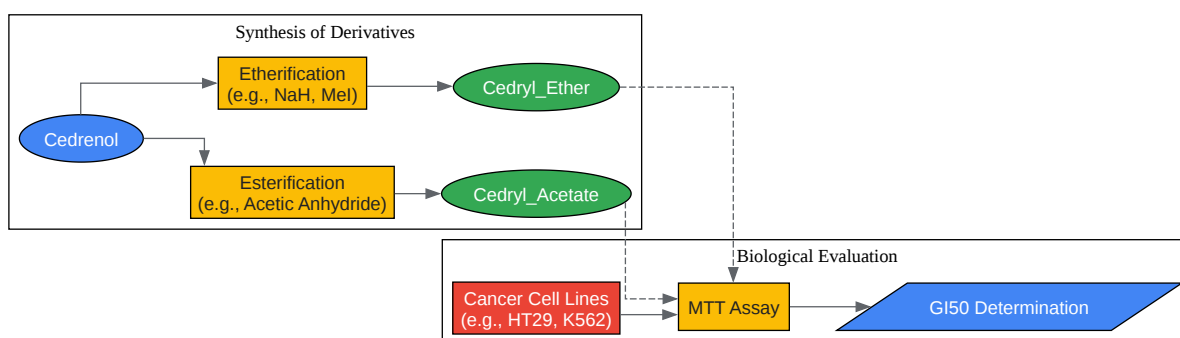 Synthesis of Derivatives
Etherification
(e.g., NaH, MeI)
Cedryl_Ether
Cedrenol
Esterification
(e.g., Acetic Anhydride)
Cedryl_Acetate
Biological Evaluation
Cancer Cell Lines
(e.g., HT29, K562)
MTT Assay
GI50 Determination